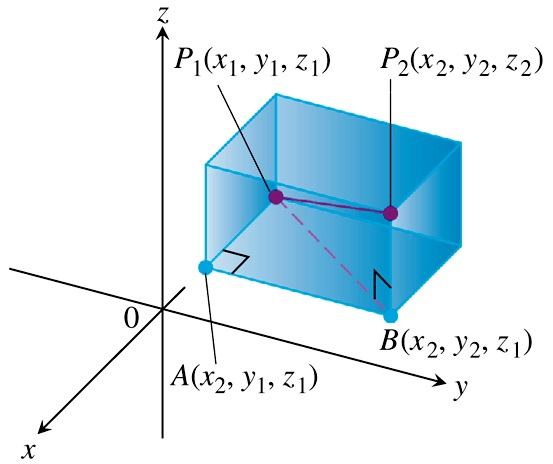 z
P₁(x₁, y₁, z₁)
P₂(x₂, y₂, z₂)
0
B(x₂, y₂, z₁)
A(x₂, y₁, z₁)
y
x